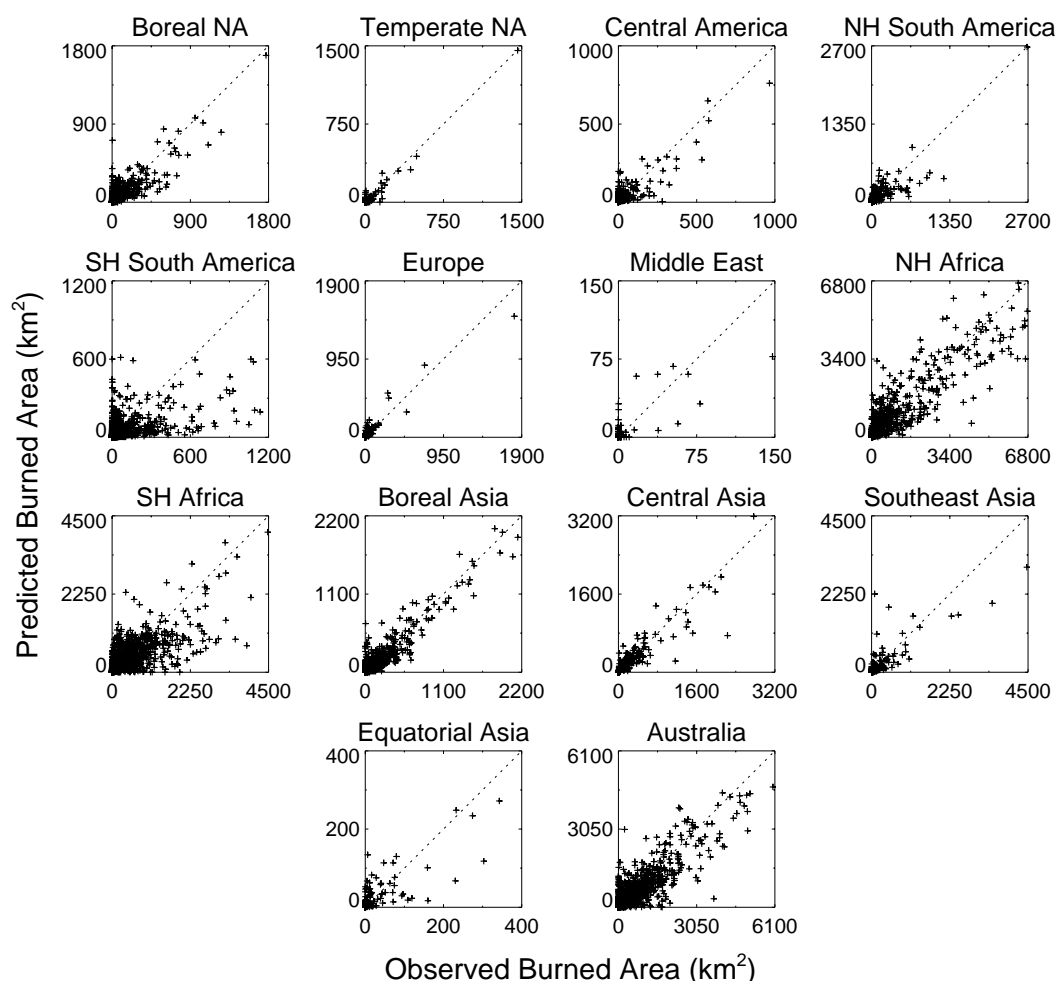 Boreal NA
Temperate NA
Central America
NH South America
1800
900
0
0 900 1800
1500
750
0
0 750 1500
1000
500
0
0 500 1000
2700
1350
0
0 1350 2700
SH South America
Europe
Middle East
NH Africa
1200
600
0
0 600 1200
1900
950
0
0 950 1900
150
75
0
0 75 150
6800
3400
0
0 3400 6800
SH Africa
Boreal Asia
Central Asia
Southeast Asia
4500
2250
0
0 2250 4500
2200
1100
0
0 1100 2200
3200
1600
0
0 1600 3200
4500
2250
0
0 2250 4500
Equatorial Asia
Australia
400
200
0
0 200 400
6100
3050
0
0 3050 6100
Predicted Burned Area (km²)
Observed Burned Area (km²)